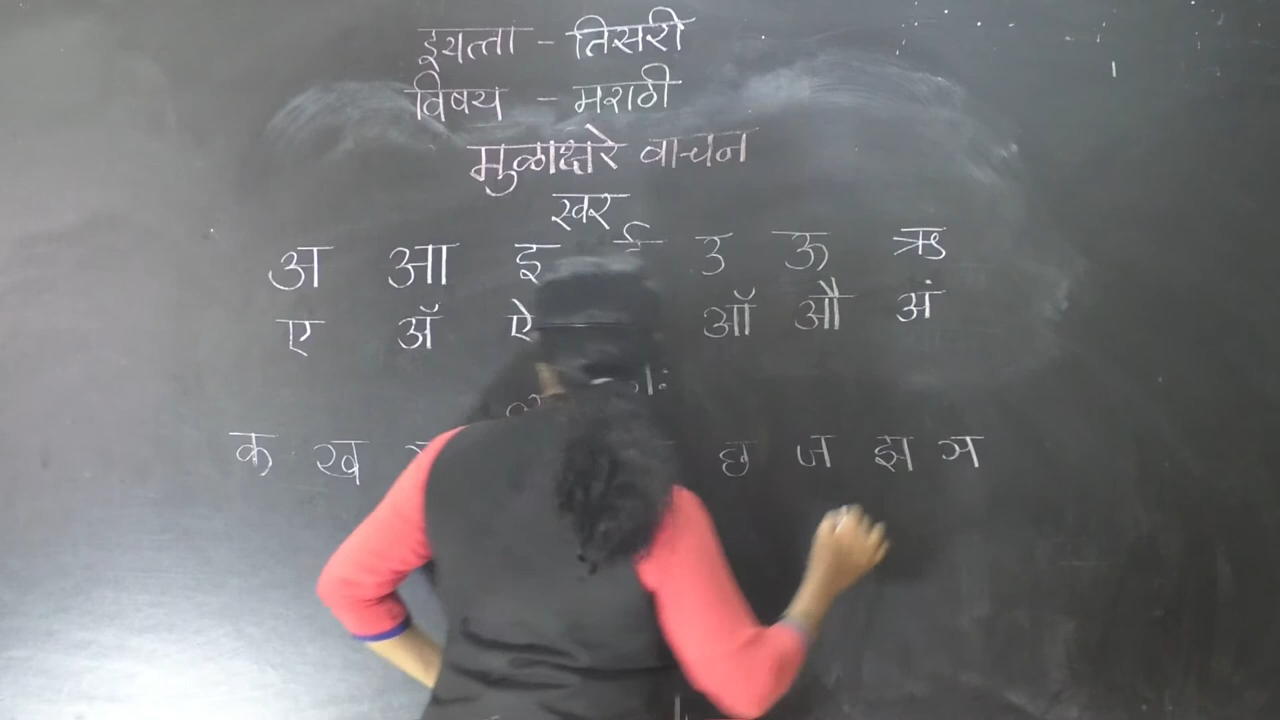 इयत्ता - तिसरी
विषय - मराठी
मुळाक्षरे वाचन
स्वर
अ आ इ ई उ ऊ ऋ
ए ॲ ऐ ऑ औ अं
क ख छ ज झ ञ